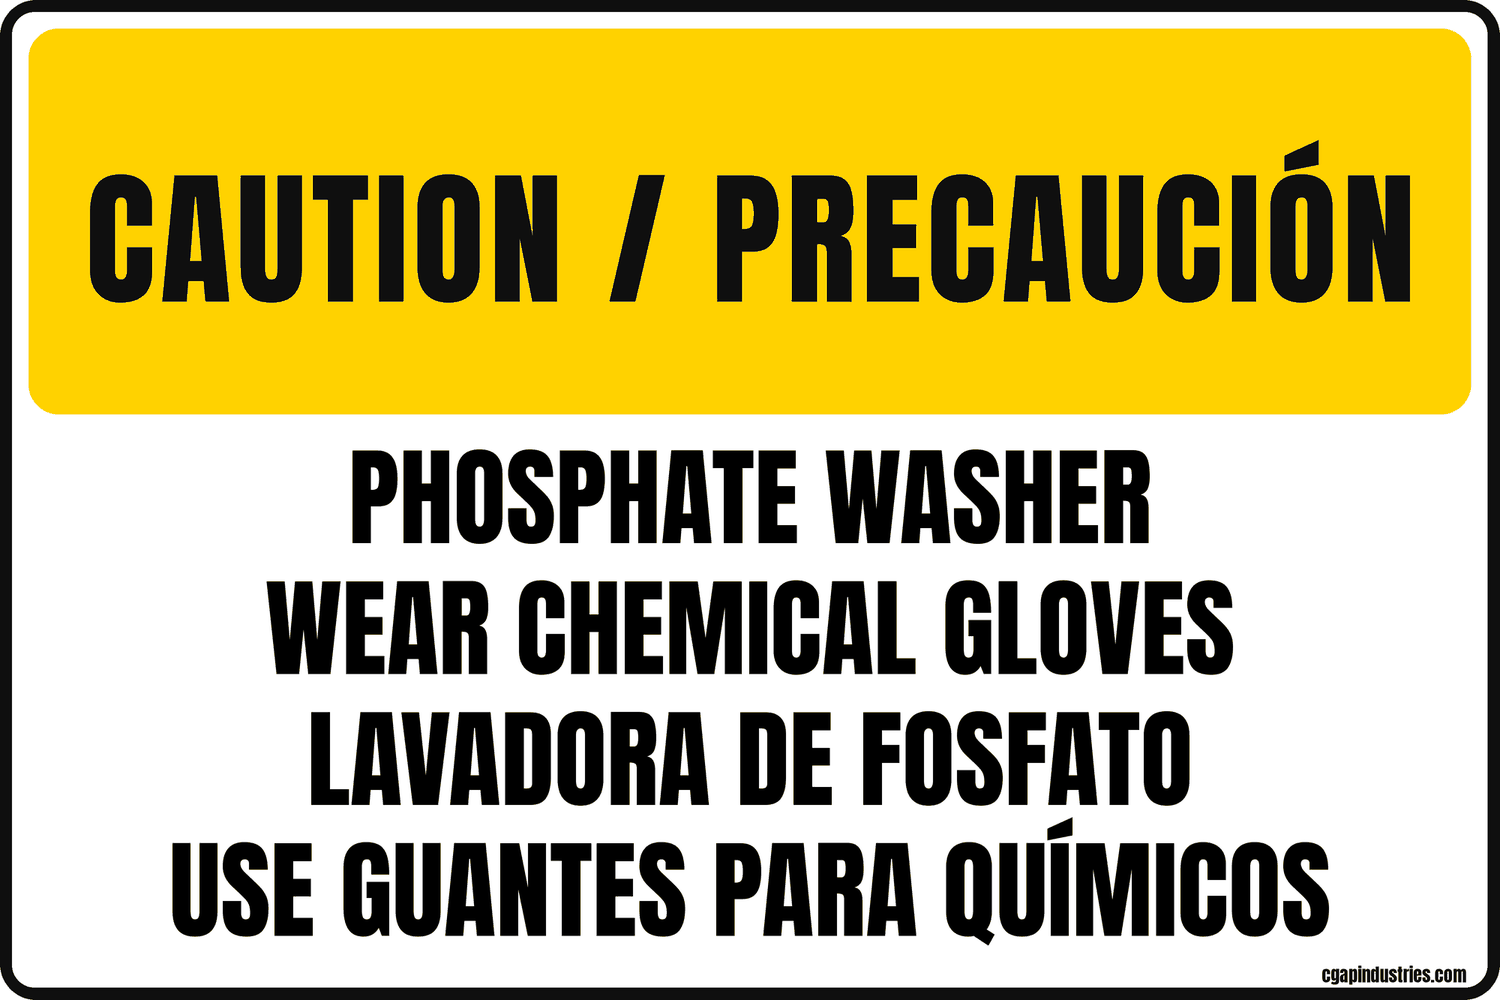 CAUTION / PRECAUCIÓN
PHOSPHATE WASHER
WEAR CHEMICAL GLOVES
LAVADORA DE FOSFATO
USE GUANTES PARA QUÍMICOS
cgapindustries.com